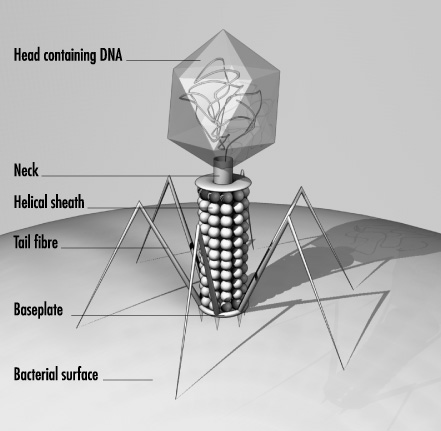 Head containing DNA
Neck
Helical sheath
Tail fibre
Baseplate
Bacterial surface